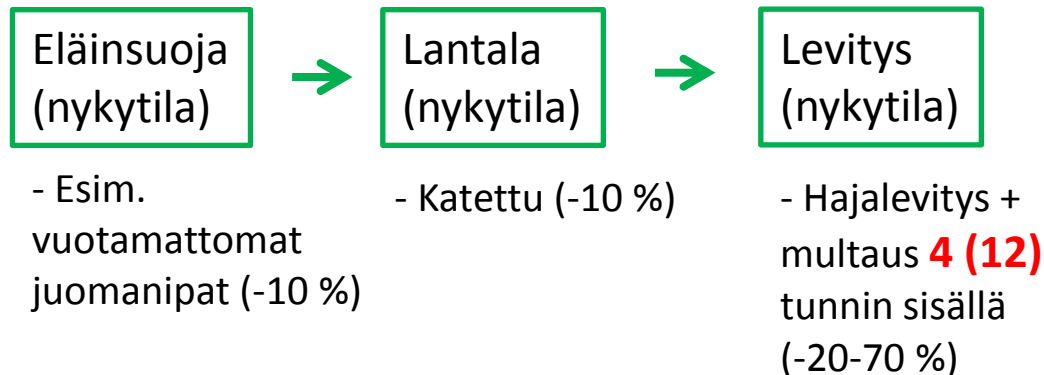 Eläinsuoja
(nykytila)
- Esim.
vuotamattomat
juomanipat (-10 %)
Lantala
(nykytila)
- Katettu (-10 %)
Levitys
(nykytila)
- Hajalevitys +
multaus 4 (12)
tunnin sisällä
(-20-70 %)